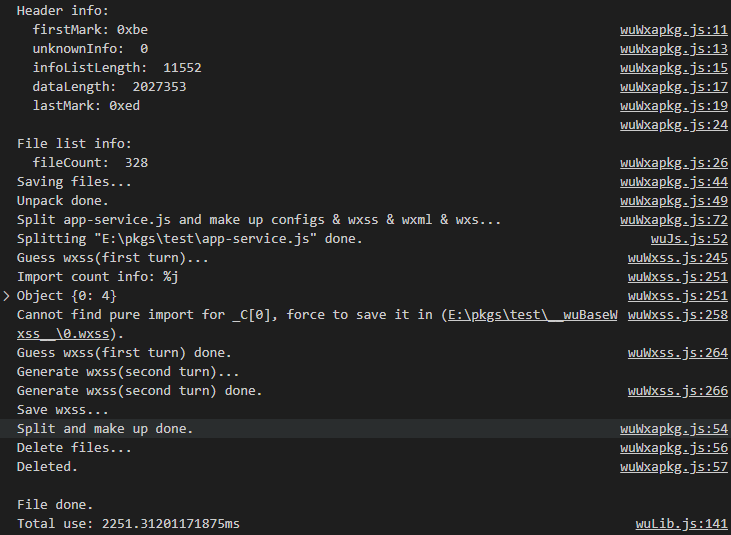 Header info:
firstMark: 0xbe wuWxapkg.js:11
unknownInfo:  0 wuWxapkg.js:13
infoListLength:  11552 wuWxapkg.js:15
dataLength:  2027353 wuWxapkg.js:17
lastMark: 0xed wuWxapkg.js:19
wuWxapkg.js:24
File list info:
fileCount:  328 wuWxapkg.js:26
Saving files... wuWxapkg.js:44
Unpack done. wuWxapkg.js:49
Split app-service.js and make up configs & wxss & wxml & wxs... wuWxapkg.js:72
Splitting "E:\pkgs\test\app-service.js" done. wuJs.js:52
Guess wxss(first turn)... wuWxss.js:245
Import count info: %j wuWxss.js:251
> Object {0: 4} wuWxss.js:251
Cannot find pure import for _C[0], force to save it in (E:\pkgs\test\__wuBaseW wuWxss.js:258
xss__\0.wxss).
Guess wxss(first turn) done. wuWxss.js:264
Generate wxss(second turn)...
Generate wxss(second turn) done. wuWxss.js:266
Save wxss...
Split and make up done. wuWxapkg.js:54
Delete files... wuWxapkg.js:56
Deleted. wuWxapkg.js:57
File done.
Total use: 2251.31201171875ms wuLib.js:141